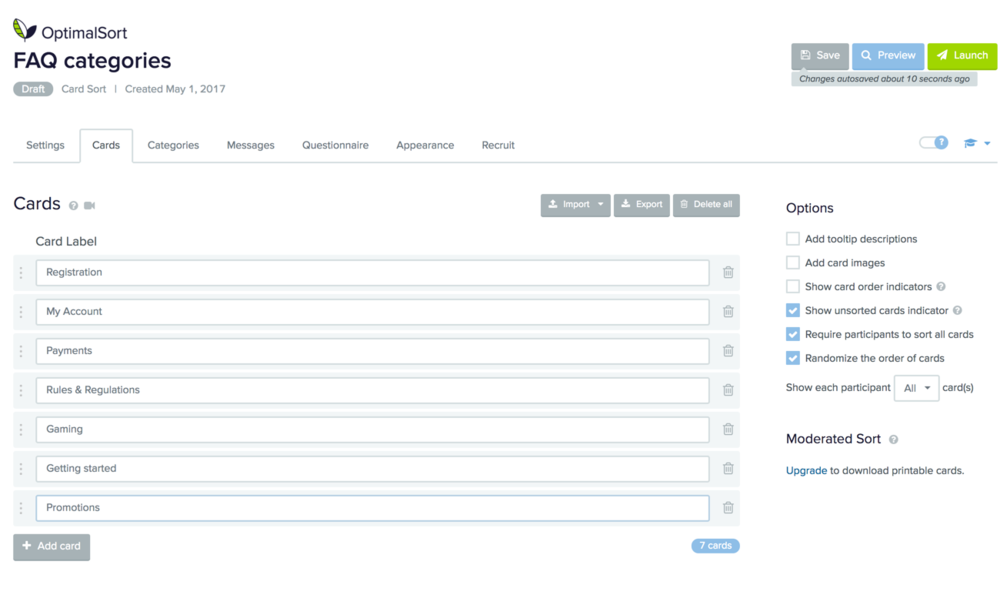 OptimalSort
FAQ categories
Save
Preview
Launch
Changes autosaved about 10 seconds ago
Draft Card Sort | Created May 1, 2017
Settings
Cards
Categories
Messages
Questionnaire
Appearance
Recruit
?
Cards ?
Import
Export
Delete all
Card Label
Registration
My Account
Payments
Rules & Regulations
Gaming
Getting started
Promotions
+ Add card
7 cards
Options
Add tooltip descriptions
Add card images
Show card order indicators ?
Show unsorted cards indicator ?
Require participants to sort all cards
Randomize the order of cards
Show each participant All card(s)
Moderated Sort ?
Upgrade to download printable cards.